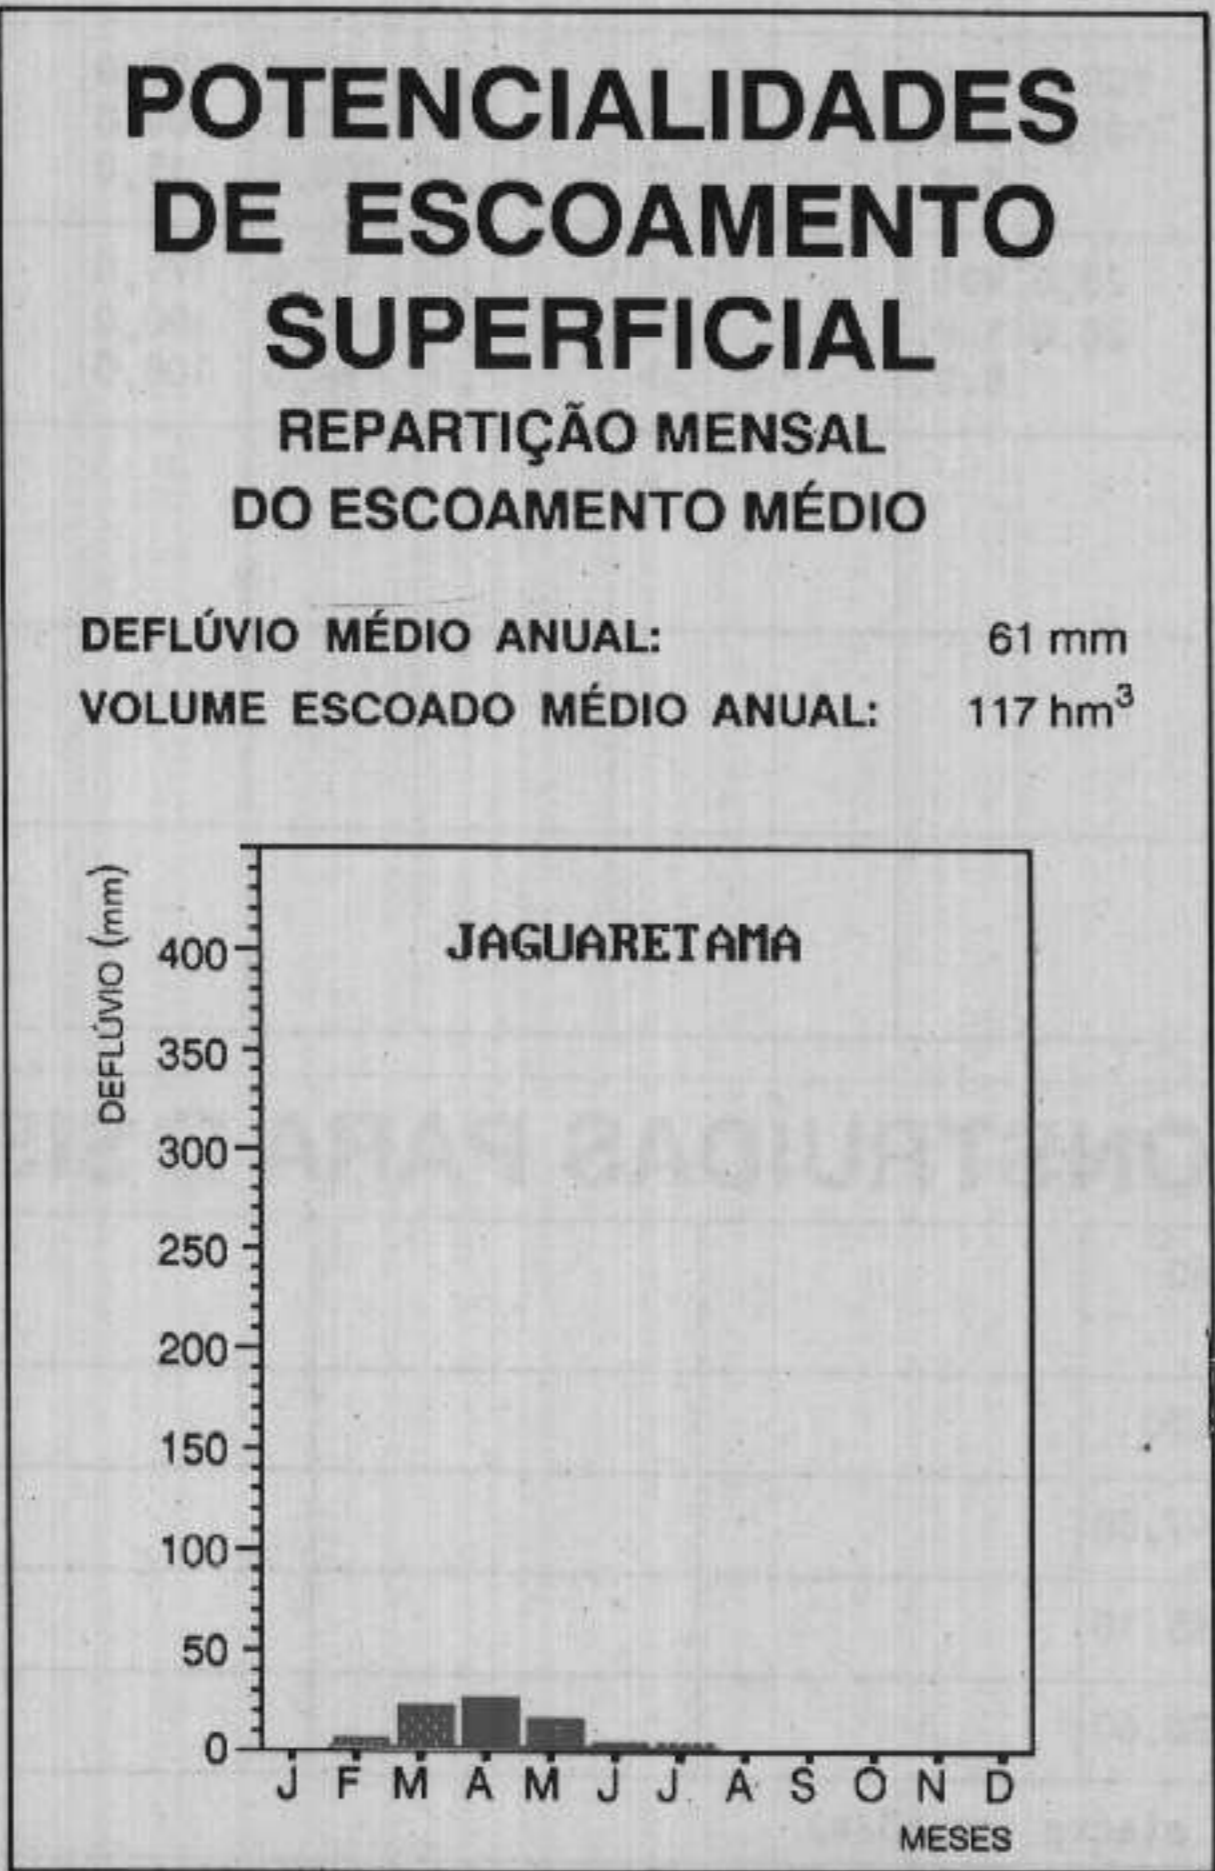 POTENCIALIDADES
DE ESCOAMENTO
SUPERFICIAL
REPARTIÇÃO MENSAL
DO ESCOAMENTO MÉDIO
DEFLÚVIO MÉDIO ANUAL: 61 mm
VOLUME ESCOADO MÉDIO ANUAL: 117 hm³
DEFLÚVIO (mm)
JAGUARETAMA
400
350
300
250
200
150
100
50
0
J F M A M J J A S O N D
MESES